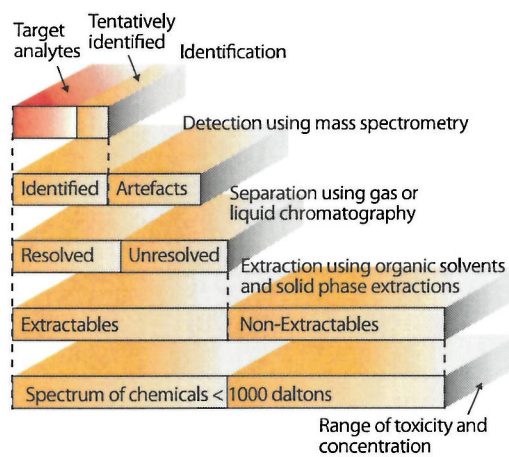 Target
analytes
Tentatively
identified
Identification
Detection using mass spectrometry
Identified
Artefacts
Separation using gas or
liquid chromatography
Resolved
Unresolved
Extraction using organic solvents
and solid phase extractions
Extractables
Non-Extractables
Spectrum of chemicals < 1000 daltons
Range of toxicity and
concentration